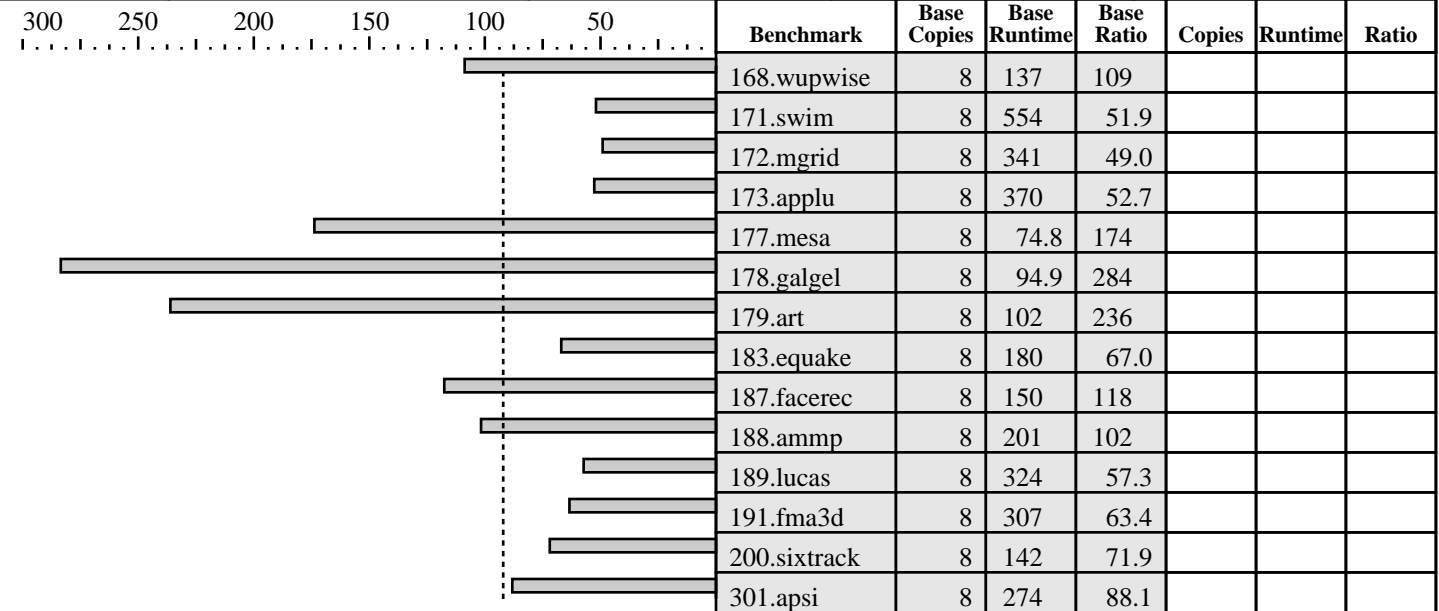 300 250 200 150 100 50
Benchmark Base Copies Base Runtime Base Ratio Copies Runtime Ratio
168.wupwise 8 137 109
171.swim 8 554 51.9
172.mgrid 8 341 49.0
173.applu 8 370 52.7
177.mesa 8 74.8 174
178.galgel 8 94.9 284
179.art 8 102 236
183.equake 8 180 67.0
187.facerec 8 150 118
188.ammp 8 201 102
189.lucas 8 324 57.3
191.fma3d 8 307 63.4
200.sixtrack 8 142 71.9
301.apsi 8 274 88.1